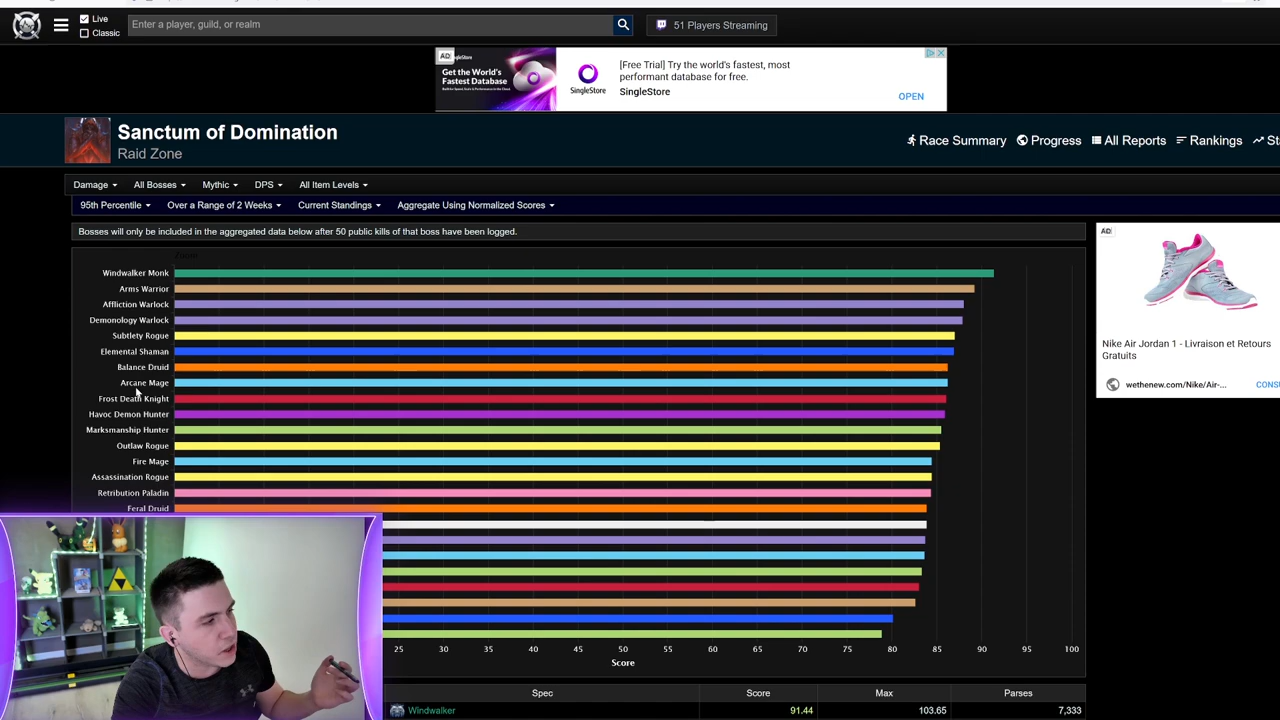 Live
Classic
Enter a player, guild, or realm
51 Players Streaming
AD
Get the World's
Fastest Database
SingleStore
[Free Trial] Try the world's fastest, most
performant database for free.
SingleStore
OPEN
Sanctum of Domination
Raid Zone
Race Summary
Progress
All Reports
Rankings
Damage
All Bosses
Mythic
DPS
All Item Levels
95th Percentile
Over a Range of 2 Weeks
Current Standings
Aggregate Using Normalized Scores
Bosses will only be included in the aggregated data below after 50 public kills of that boss have been logged.
AD
Windwalker Monk
Arms Warrior
Affliction Warlock
Demonology Warlock
Subtlety Rogue
Elemental Shaman
Balance Druid
Arcane Mage
Frost Death Knight
Havoc Demon Hunter
Marksmanship Hunter
Outlaw Rogue
Fire Mage
Assassination Rogue
Retribution Paladin
Feral Druid
25 30 35 40 45 50 55 60 65 70 75 80 85 90 95 100
Score
Nike Air Jordan 1 - Livraison et Retours
Gratuits
wethenew.com/Nike/Air-...
Spec Score Max Parses
Windwalker 91.44 103.65 7,333